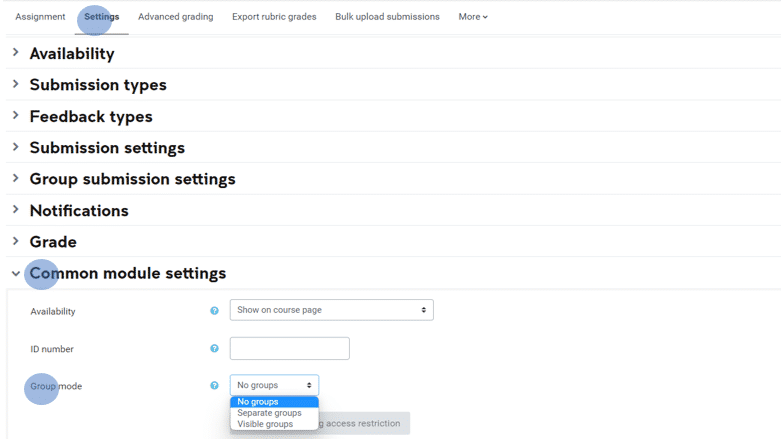 Assignment Settings Advanced grading Export rubric grades Bulk upload submissions More
Availability
Submission types
Feedback types
Submission settings
Group submission settings
Notifications
Grade
Common module settings
Availability ? Show on course page
ID number ?
Group mode ? No groups
No groups
Separate groups
Visible groups
g access restriction